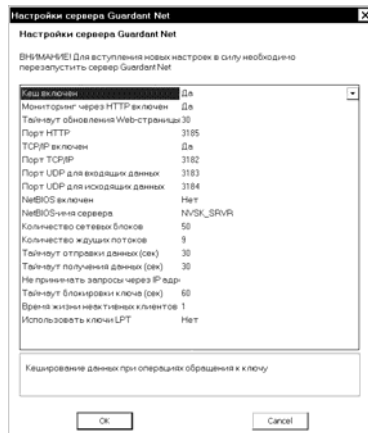 Настройки сервера Guardant Net
Настройки сервера Guardant Net
ВНИМАНИЕ! Для вступления новых настроек в силу необходимо
перезапустить сервер Guardant Net
Кеш включен Да
Мониторинг через HTTP включен Да
Таймаут обновления Web-страницы 30
Порт HTTP 3185
TCP/IP включен Да
Порт TCP/IP 3182
Порт UDP для входящих данных 3183
Порт UDP для исходящих данных 3184
NetBIOS включен Нет
NetBIOS-имя сервера NVSK_SRVR
Количество сетевых блоков 50
Количество ждущих потоков 9
Таймаут отправки данных (сек) 30
Таймаут получения данных (сек) 30
Не принимать запросы через IP адр
Таймаут блокировки ключа (сек) 60
Время жизни неактивных клиентов 1
Использовать ключи LPT Нет
Кеширование данных при операциях обращения к ключу
OK Cancel